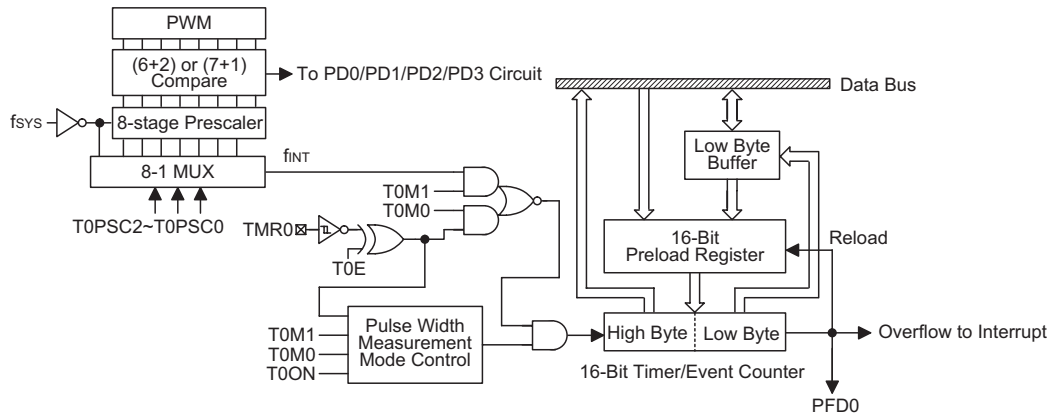 PWM
(6+2) or (7+1)
Compare
To PD0/PD1/PD2/PD3 Circuit
Data Bus
fSYS
8-stage Prescaler
Low Byte
Buffer
8-1 MUX
fINT
T0M1
T0M0
T0PSC2~T0PSC0
TMR0
T0E
16-Bit
Preload Register
Reload
T0M1
T0M0
T0ON
Pulse Width
Measurement
Mode Control
High Byte
Low Byte
Overflow to Interrupt
16-Bit Timer/Event Counter
PFD0